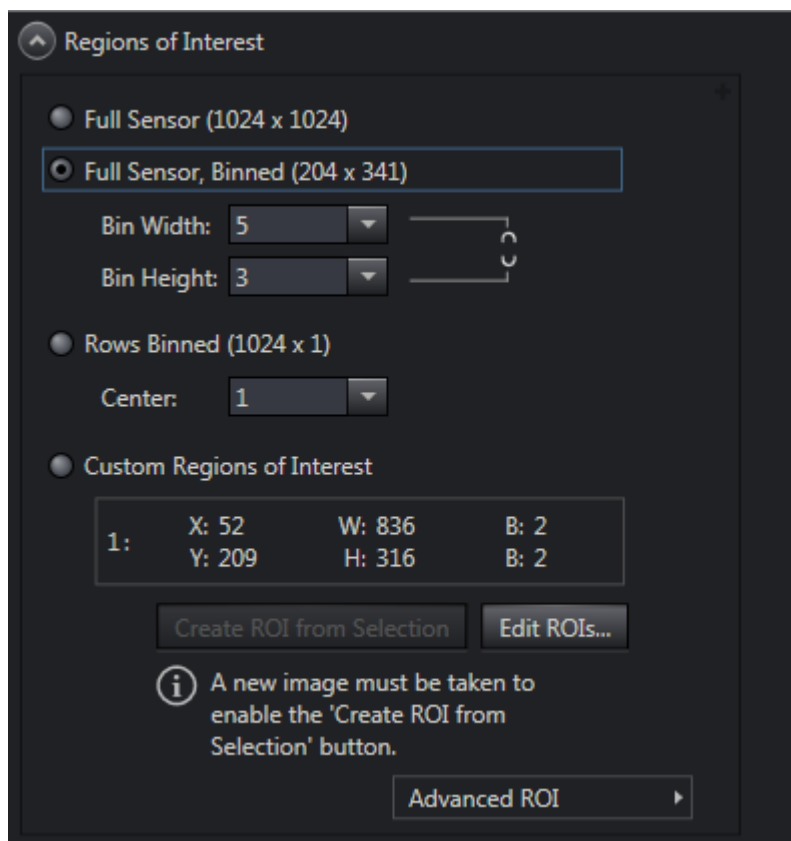 Regions of Interest
Full Sensor (1024 x 1024)
Full Sensor, Binned (204 x 341)
Bin Width: 5
Bin Height: 3
Rows Binned (1024 x 1)
Center: 1
Custom Regions of Interest
1: X: 52 W: 836 B: 2
Y: 209 H: 316 B: 2
Create ROI from Selection Edit ROIs...
A new image must be taken to
enable the 'Create ROI from
Selection' button.
Advanced ROI